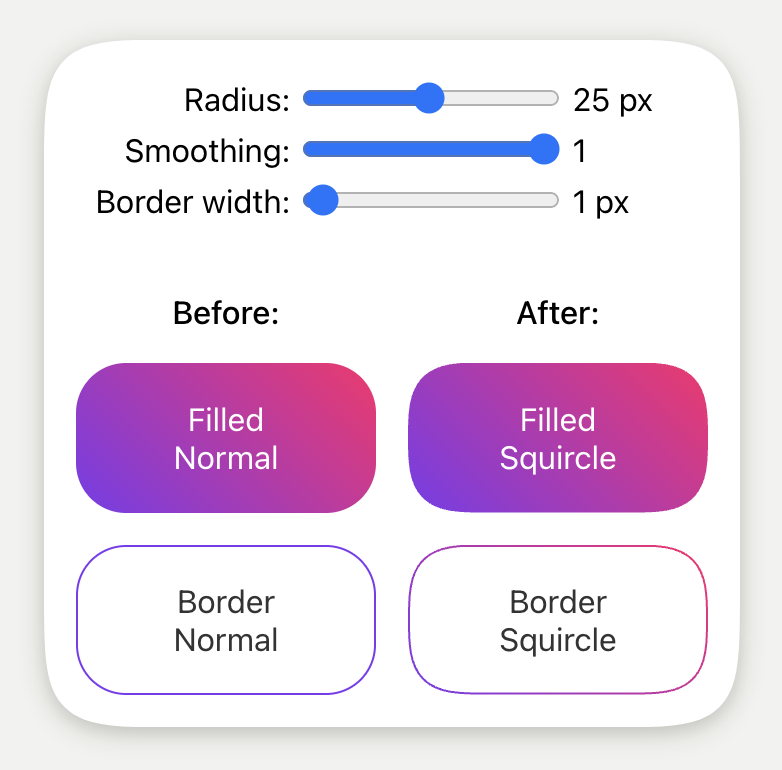 Radius: 25 px
Smoothing: 1
Border width: 1 px
Before: After:
Filled
Normal
Filled
Squircle
Border
Normal
Border
Squircle